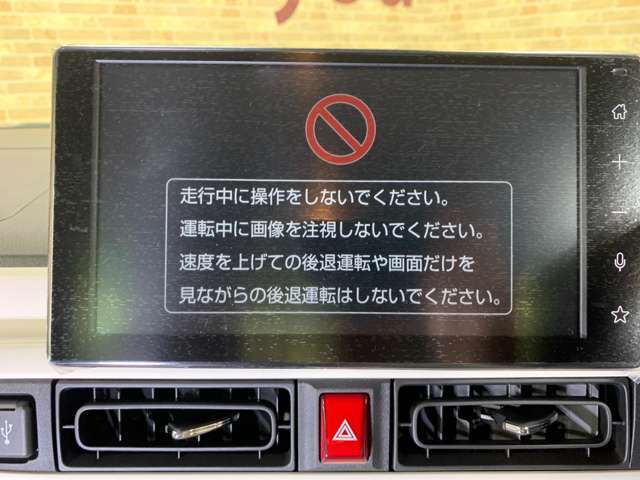 you
走行中に操作をしないでください。
運転中に画像を注視しないでください。
速度を上げての後退運転や画面だけを
見ながらの後退運転はしないでください。